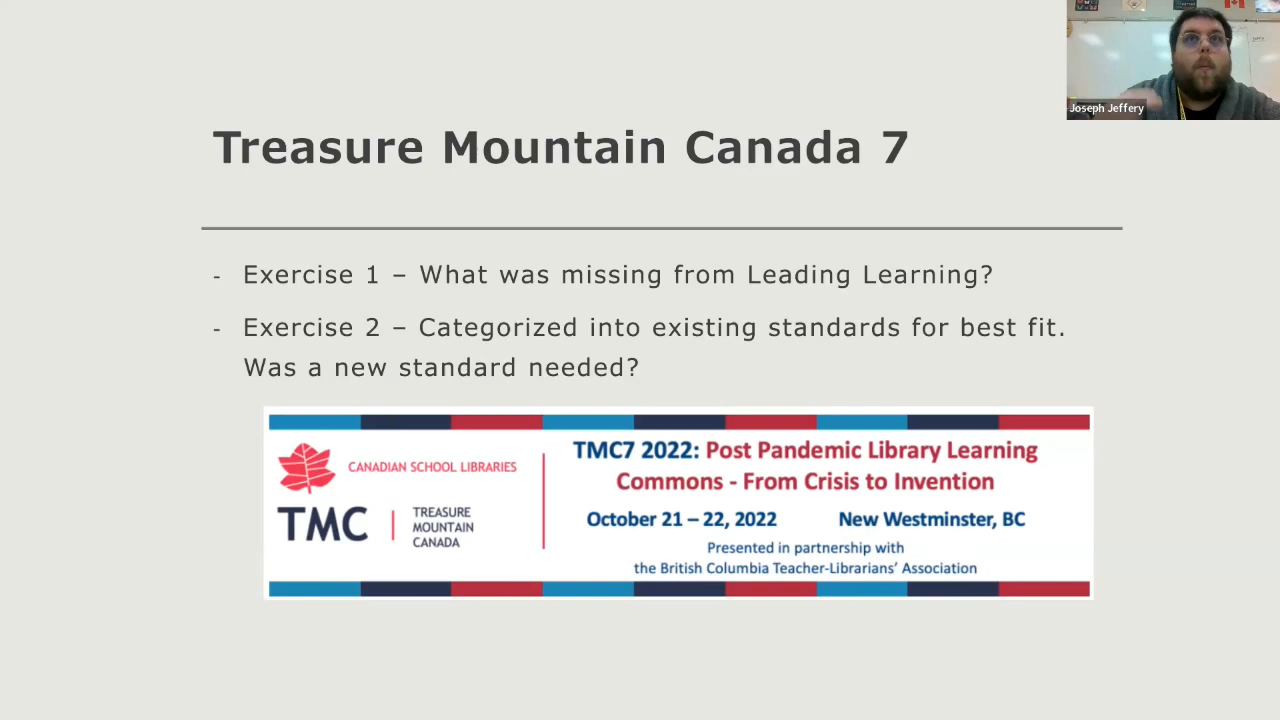 Joseph Jeffery
Treasure Mountain Canada 7
- Exercise 1 – What was missing from Leading Learning?
- Exercise 2 – Categorized into existing standards for best fit.
Was a new standard needed?
CANADIAN SCHOOL LIBRARIES
TMC
TREASURE
MOUNTAIN
CANADA
TMC7 2022: Post Pandemic Library Learning
Commons - From Crisis to Invention
October 21 – 22, 2022 New Westminster, BC
Presented in partnership with
the British Columbia Teacher-Librarians' Association